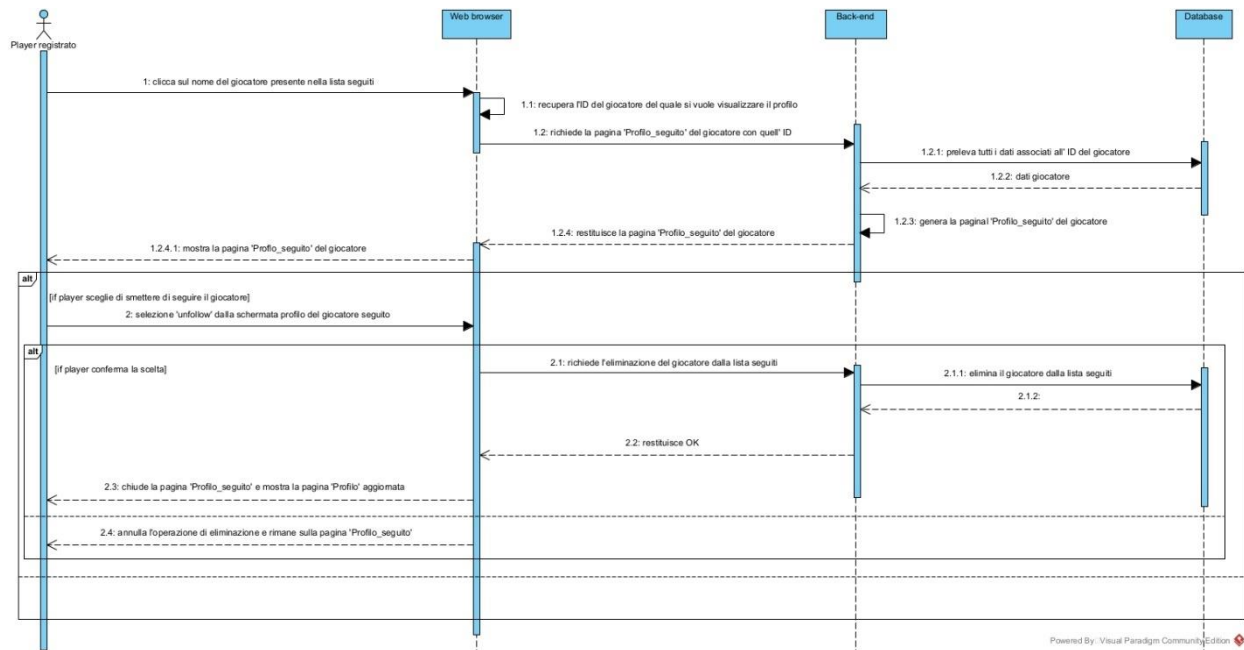 Web browser
Back-end
Database
Player registrato
1: clicca sul nome del giocatore presente nella lista seguiti
1.1: recupera l'ID del giocatore del quale si vuole visualizzare il profilo
1.2: richiede la pagina 'Profilo_seguito' del giocatore con quell' ID
1.2.1: preleva tutti i dati associati all' ID del giocatore
1.2.2: dati giocatore
1.2.3: genera la paginal 'Profilo_seguito' del giocatore
1.2.4: restituisce la pagina 'Profilo_seguito' del giocatore
1.2.4.1: mostra la pagina 'Proflo_seguito' del giocatore
alt
[if player sceglie di smettere di seguire il giocatore]
2: selezione 'unfollow' dalla schermata profilo del giocatore seguito
alt
[if player conferma la scelta]
2.1: richiede l'eliminazione del giocatore dalla lista seguiti
2.1.1: elimina il giocatore dalla lista seguiti
2.1.2:
2.2: restituisce OK
2.3: chiude la pagina 'Profilo_seguito' e mostra la pagina 'Profilo' aggiornata
2.4: annulla l'operazione di eliminazione e rimane sulla pagina 'Profilo_seguito'
Powered By: Visual Paradigm Community Edition